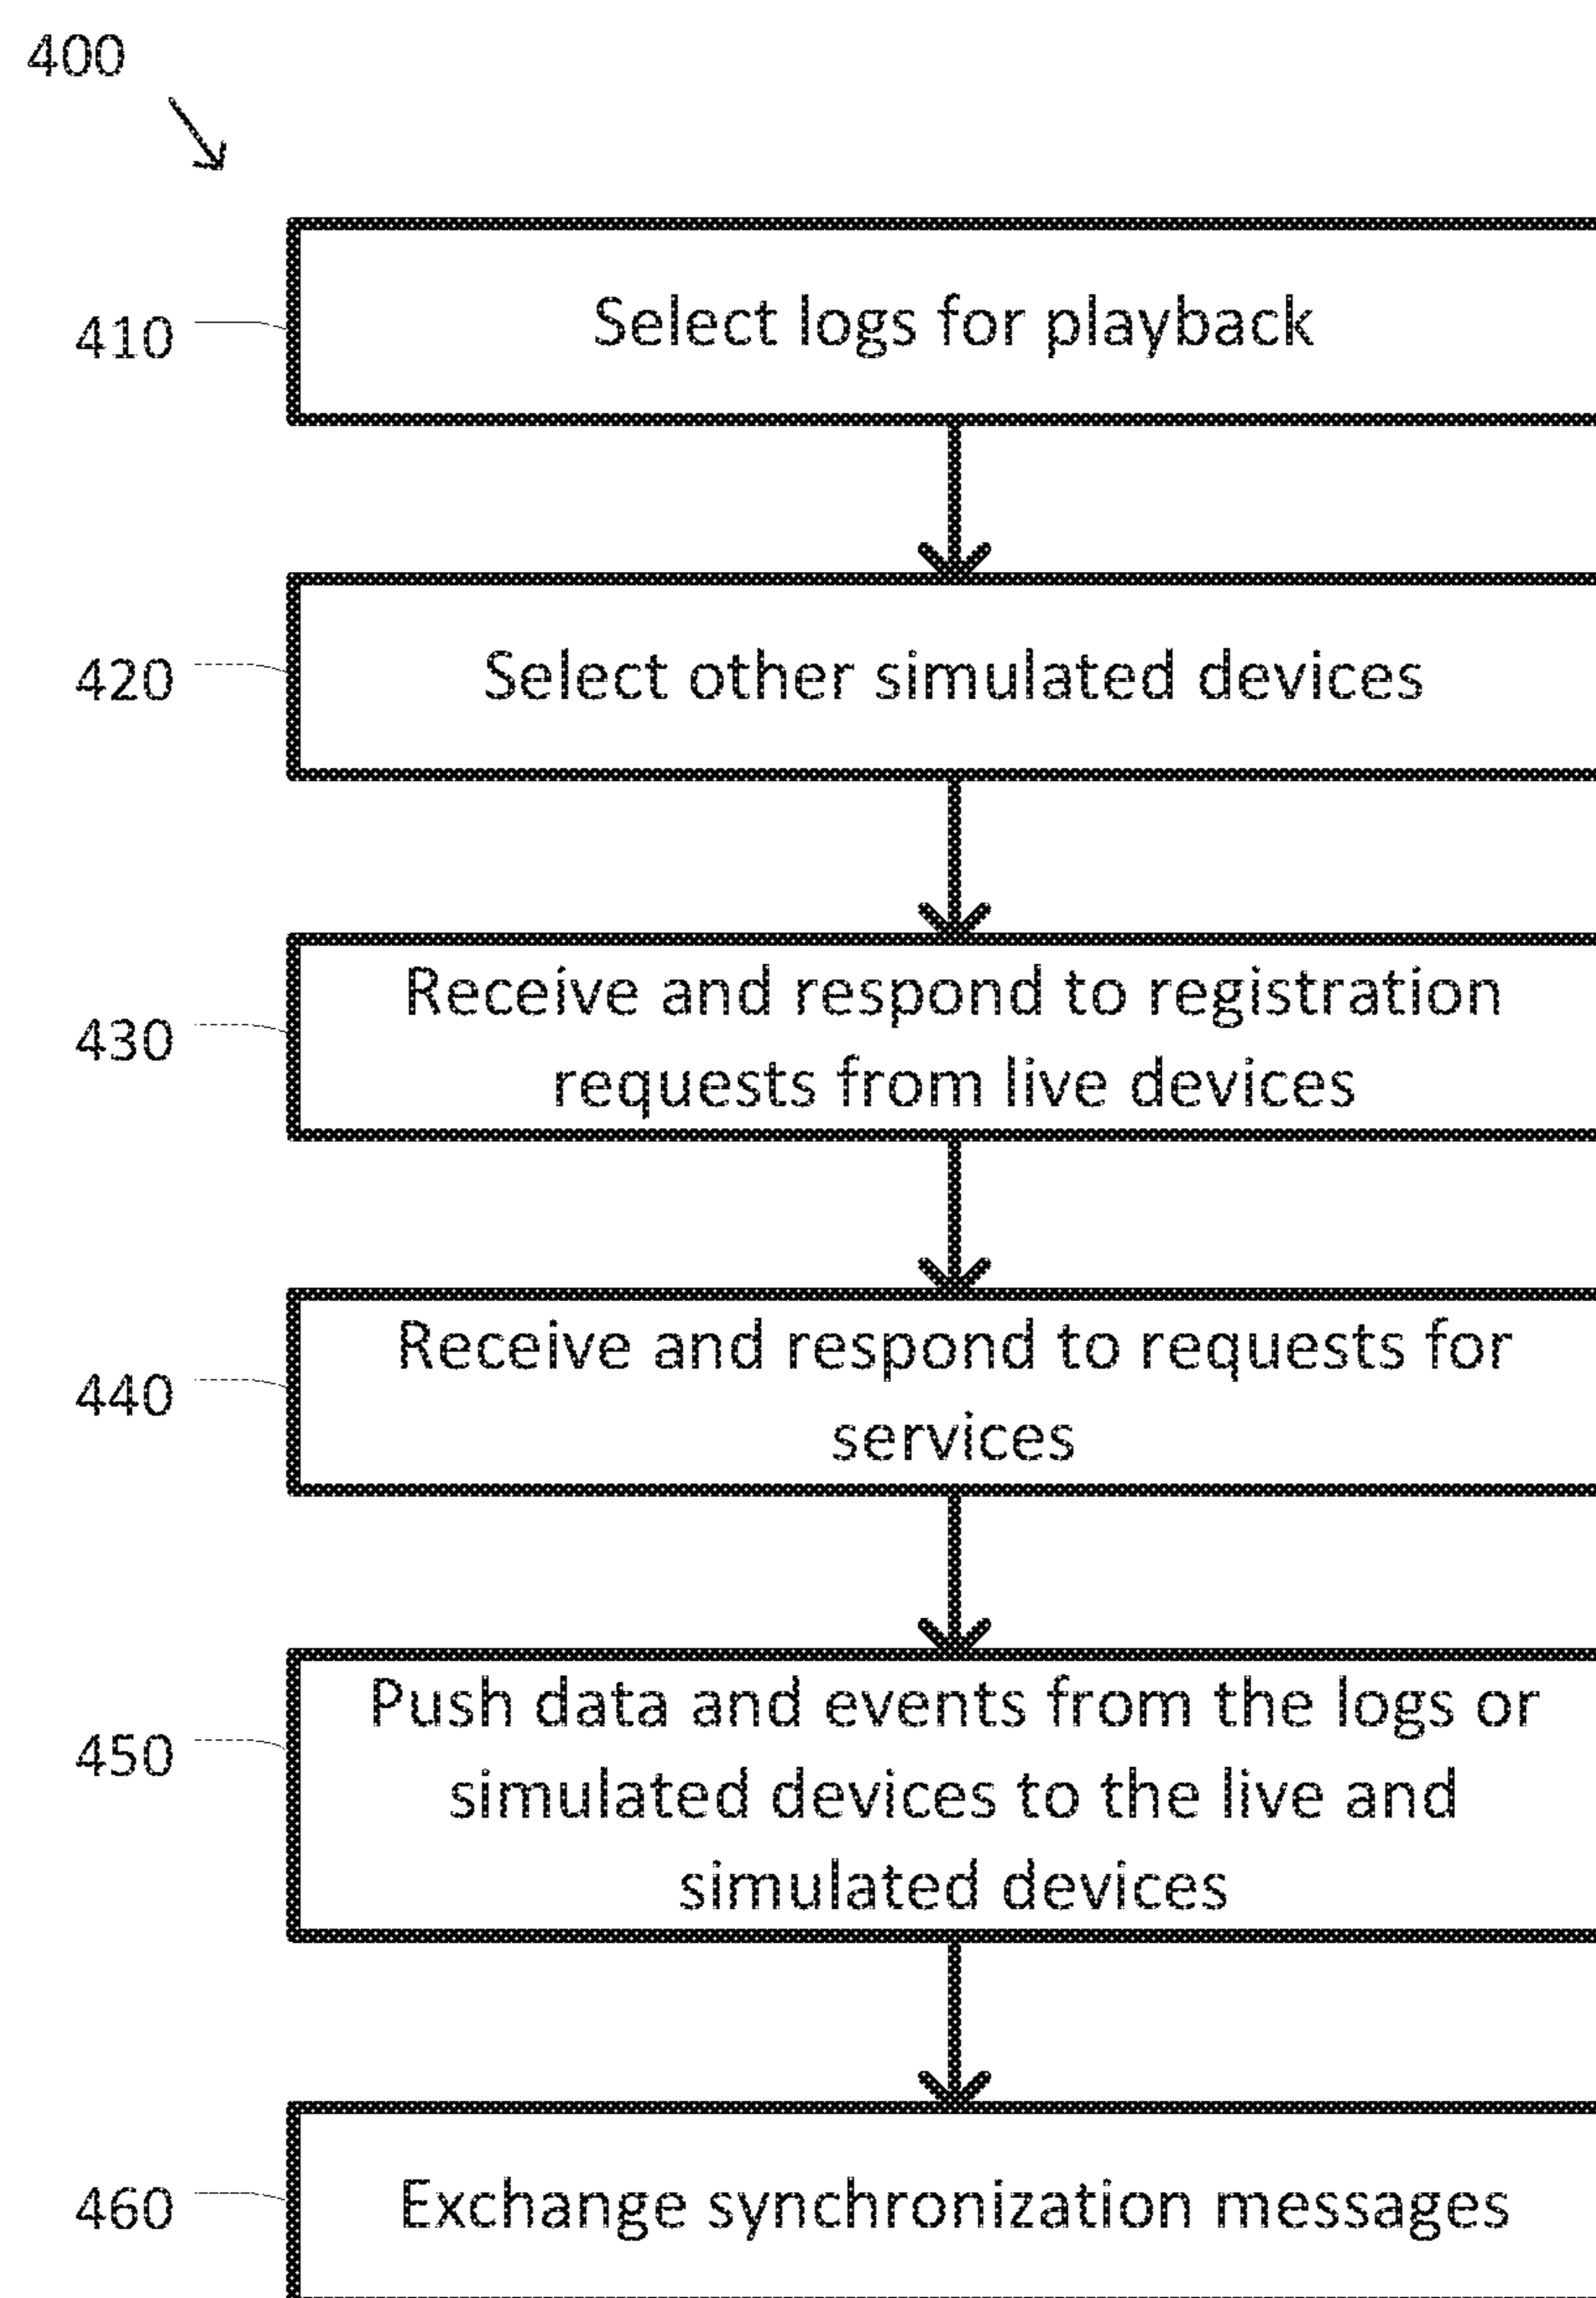 400
410
Select logs for playback
420
Select other simulated devices
430
Receive and respond to registration
requests from live devices
440
Receive and respond to requests for
services
450
Push data and events from the logs or
simulated devices to the live and
simulated devices
460
Exchange synchronization messages